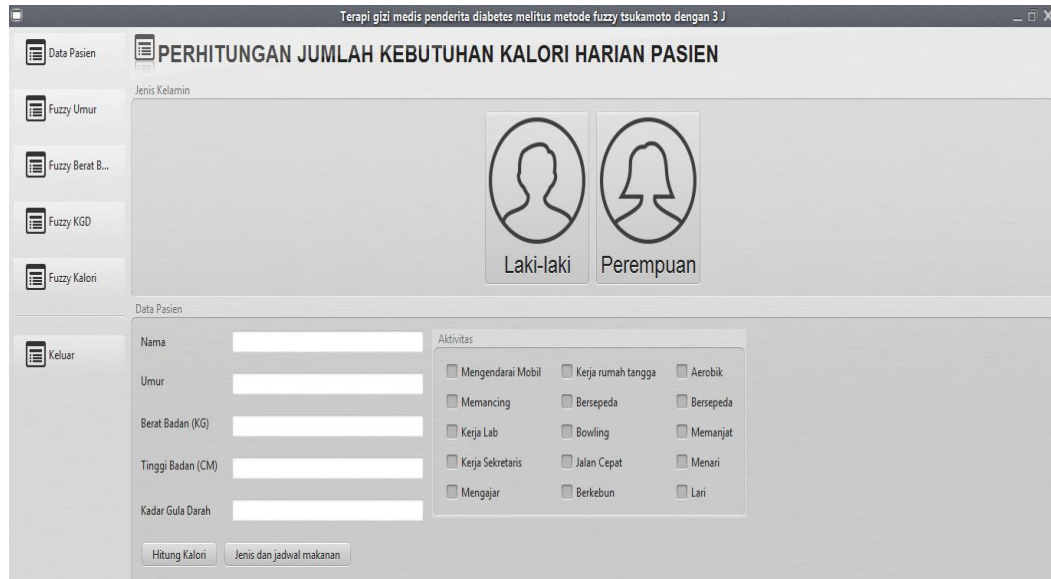 Terapi gizi medis penderita diabetes melitus metode fuzzy tsukamoto dengan 3 J
Data Pasien
Fuzzy Umur
Fuzzy Berat B...
Fuzzy KGD
Fuzzy Kalori
Keluar
PERHITUNGAN JUMLAH KEBUTUHAN KALORI HARIAN PASIEN
Jenis Kelamin
Laki-laki Perempuan
Data Pasien
Nama
Umur
Berat Badan (KG)
Tinggi Badan (CM)
Kadar Gula Darah
Aktivitas
Mengendarai Mobil Kerja rumah tangga Aerobik
Memancing Bersepeda Bersepeda
Kerja Lab Bowling Memanjat
Kerja Sekretaris Jalan Cepat Menari
Mengajar Berkebun Lari
Hitung Kalori Jenis dan jadwal makanan